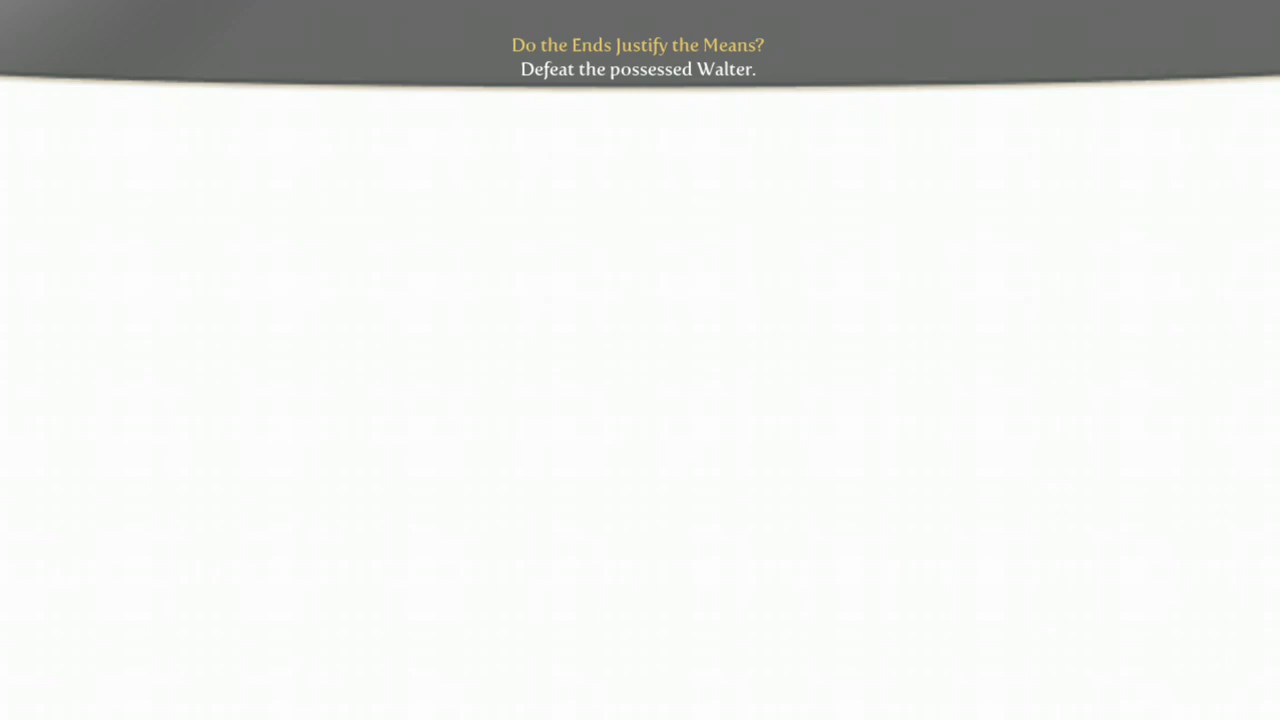 Do the Ends Justify the Means?
Defeat the possessed Walter.